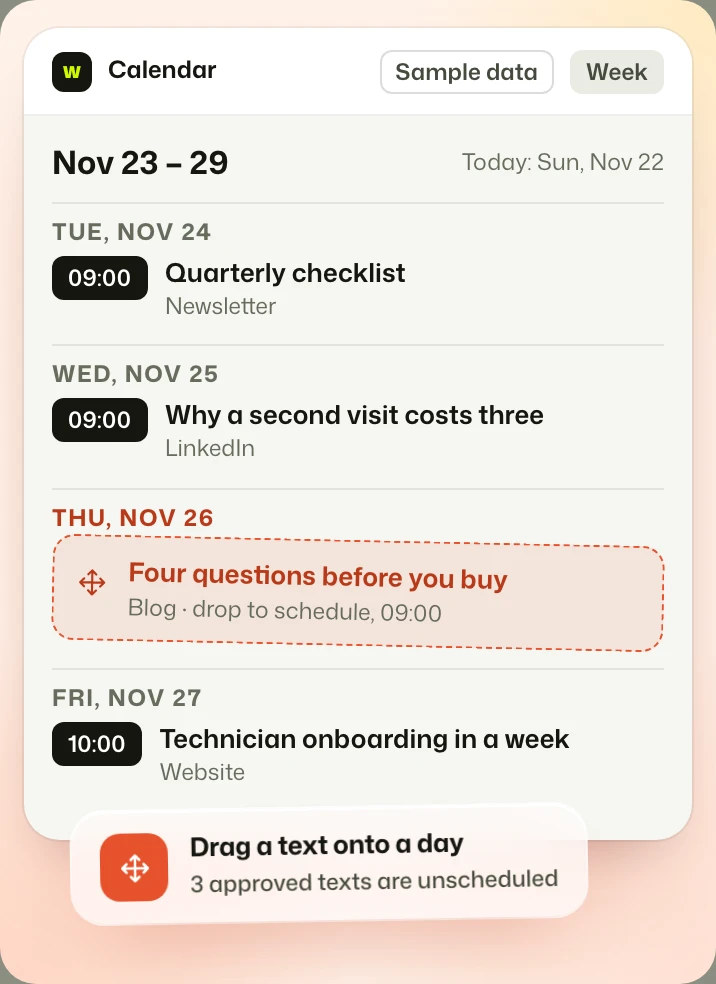 w
Calendar
Sample data
Week
Nov 23 – 29
Today: Sun, Nov 22
TUE, NOV 24
09:00
Quarterly checklist
Newsletter
WED, NOV 25
09:00
Why a second visit costs three
LinkedIn
THU, NOV 26
Four questions before you buy
Blog · drop to schedule, 09:00
FRI, NOV 27
10:00
Technician onboarding in a week
Website
Drag a text onto a day
3 approved texts are unscheduled